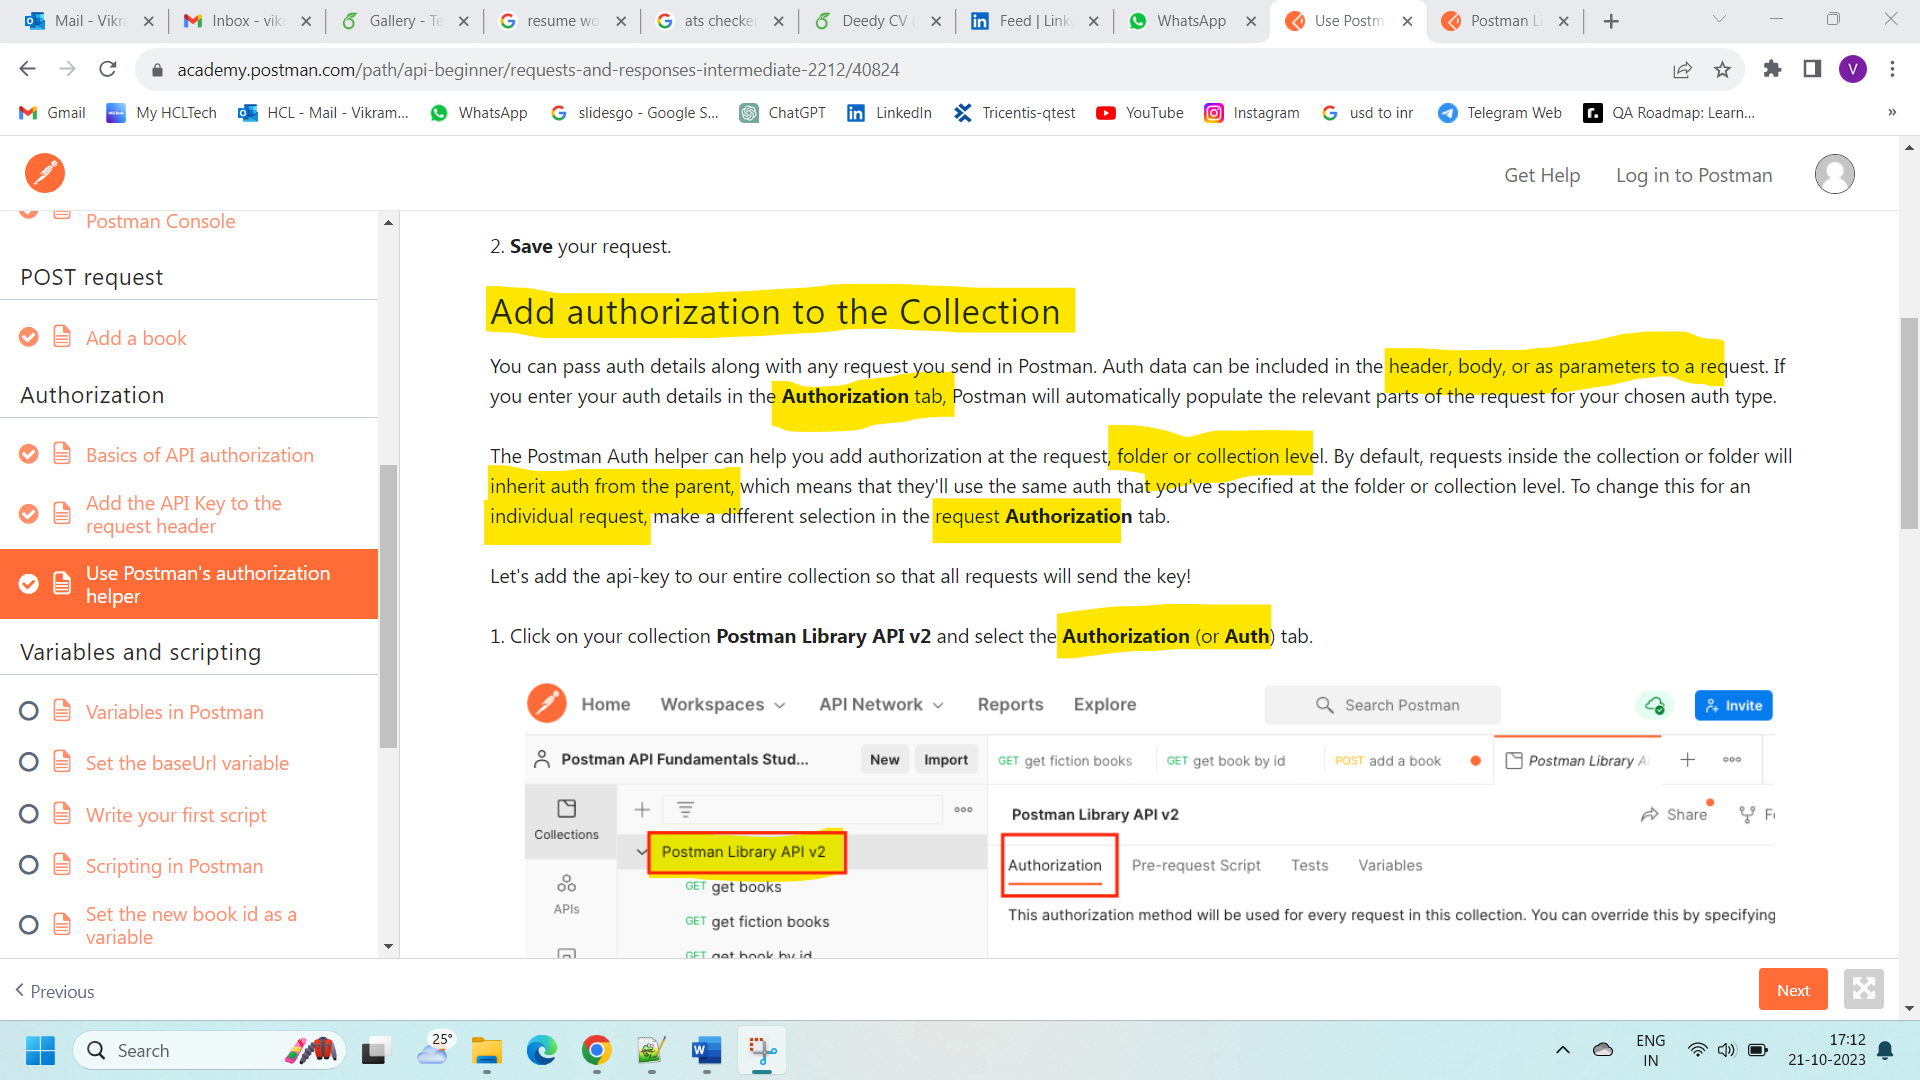 Mail - Vikra
Inbox - vik
Gallery - Te
resume wo
ats checker
Deedy CV (
Feed | Link
WhatsApp
Use Postm
Postman Li
academy.postman.com/path/api-beginner/requests-and-responses-intermediate-2212/40824
V
Gmail
My HCLTech
HCL - Mail - Vikram...
WhatsApp
slidesgo - Google S...
ChatGPT
LinkedIn
Tricentis-qtest
YouTube
Instagram
usd to inr
Telegram Web
QA Roadmap: Learn...
»
Get Help
Log in to Postman
Postman Console
POST request
Add a book
Authorization
Basics of API authorization
Add the API Key to the
request header
Use Postman's authorization
helper
Variables and scripting
Variables in Postman
Set the baseUrl variable
Write your first script
Scripting in Postman
Set the new book id as a
variable
2. Save your request.
Add authorization to the Collection
You can pass auth details along with any request you send in Postman. Auth data can be included in the header, body, or as parameters to a request. If
you enter your auth details in the Authorization tab, Postman will automatically populate the relevant parts of the request for your chosen auth type.
The Postman Auth helper can help you add authorization at the request, folder or collection level. By default, requests inside the collection or folder will
inherit auth from the parent, which means that they'll use the same auth that you've specified at the folder or collection level. To change this for an
individual request, make a different selection in the request Authorization tab.
Let's add the api-key to our entire collection so that all requests will send the key!
1. Click on your collection Postman Library API v2 and select the Authorization (or Auth) tab.
Home
Workspaces
API Network
Reports
Explore
Search Postman
Invite
Postman API Fundamentals Stud...
New
Import
GET get fiction books
GET get book by id
POST add a book
Postman Library A
Collections
APIs
Postman Library API v2
GET get books
GET get fiction books
GET get book by id
Postman Library API v2
Share
F
Authorization
Pre-request Script
Tests
Variables
This authorization method will be used for every request in this collection. You can override this by specifying
Previous
Next
Search
25°
ENG
IN
17:12
21-10-2023